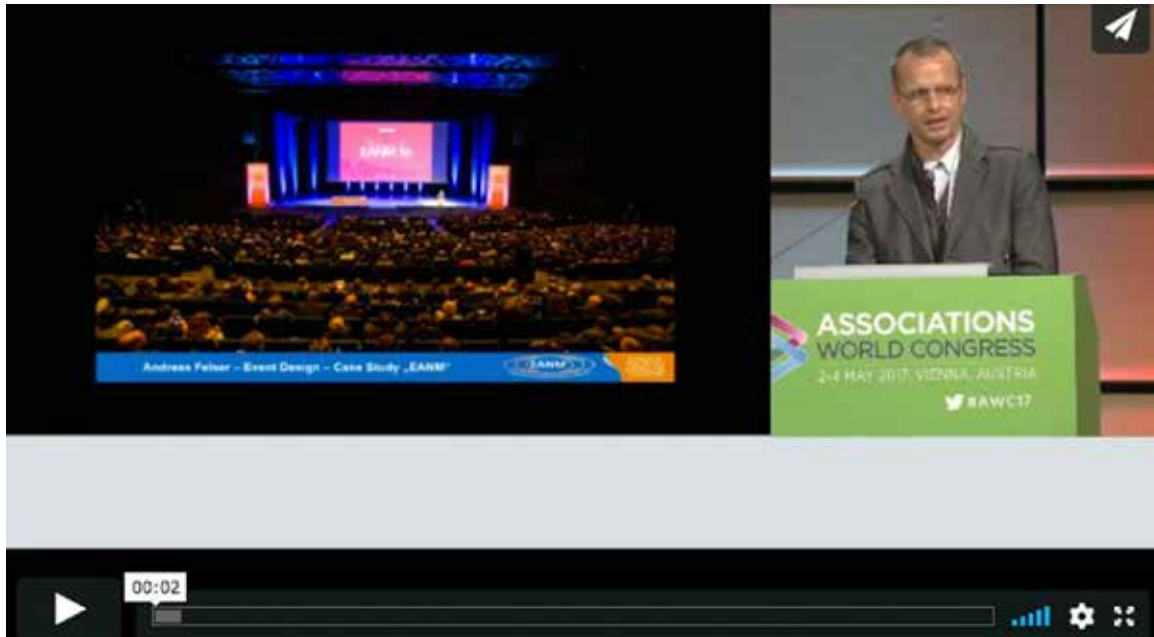 Andreas Felser – Event Design – Case Study „EANM"
EANM
ASSOCIATIONS
WORLD CONGRESS
2-4 MAY 2017, VIENNA, AUSTRIA
#AWC17
00:02